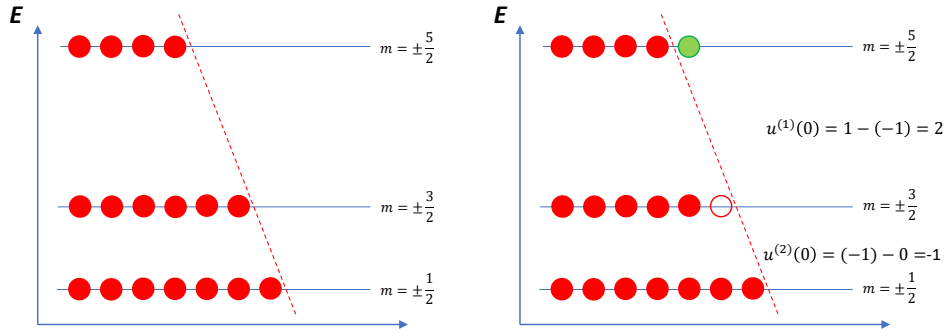 E
m = ± 5/2
m = ± 3/2
m = ± 1/2
E
m = ± 5/2
u⁽¹⁾(0) = 1 − (−1) = 2
m = ± 3/2
u⁽²⁾(0) = (−1) − 0 =-1
m = ± 1/2